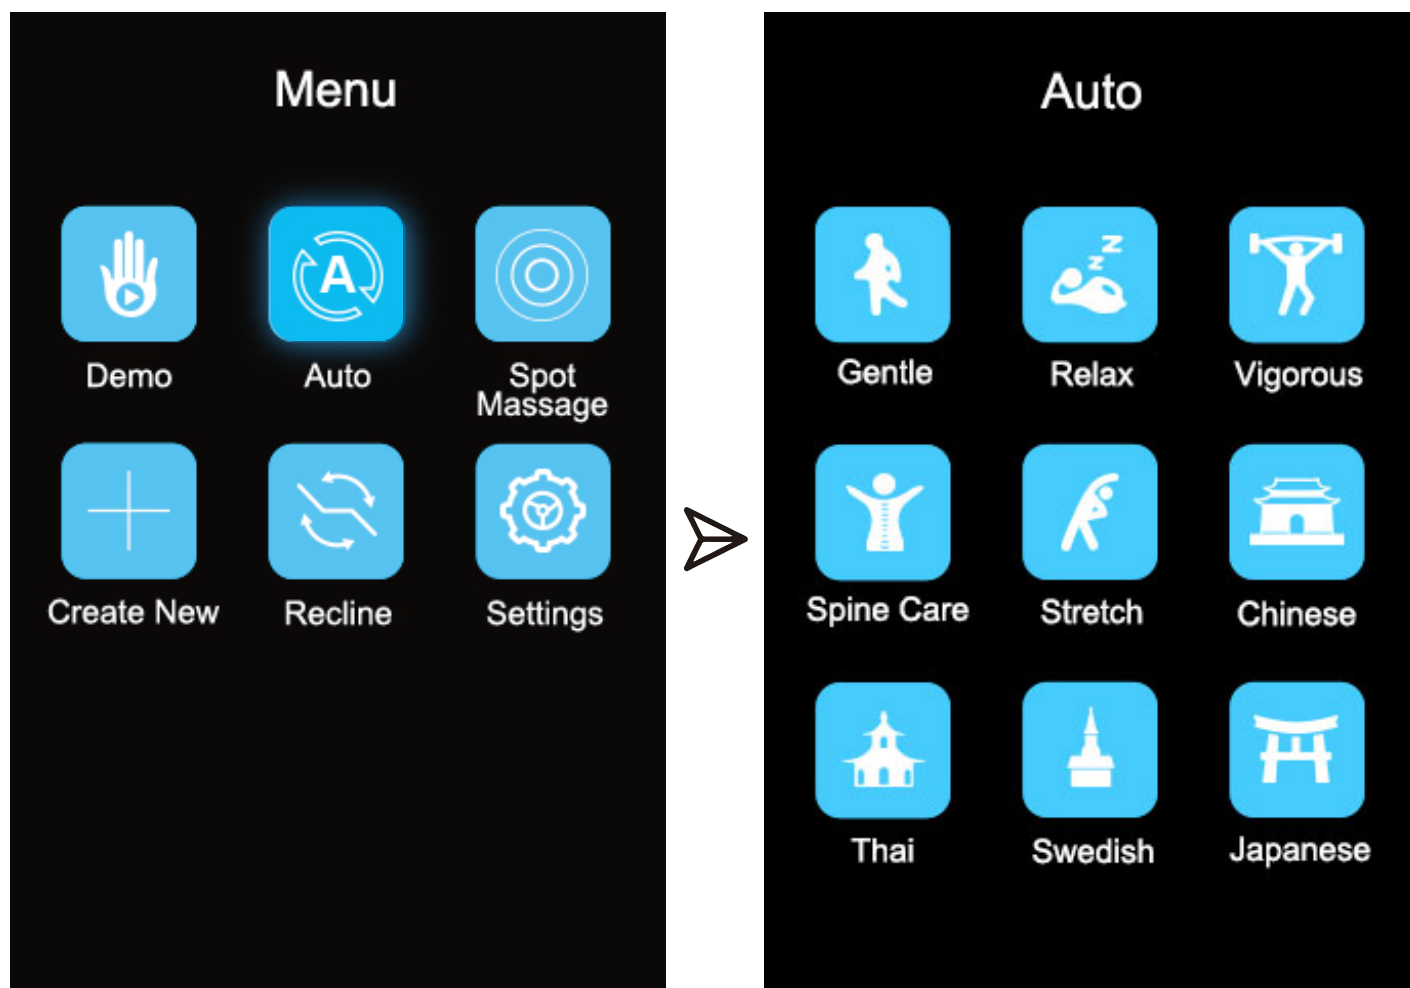 Menu
Demo
A
Auto
Spot
Massage
Create New
Recline
Settings
Auto
Gentle
Z
Z
Relax
Vigorous
Spine Care
Stretch
Chinese
Thai
Swedish
Japanese